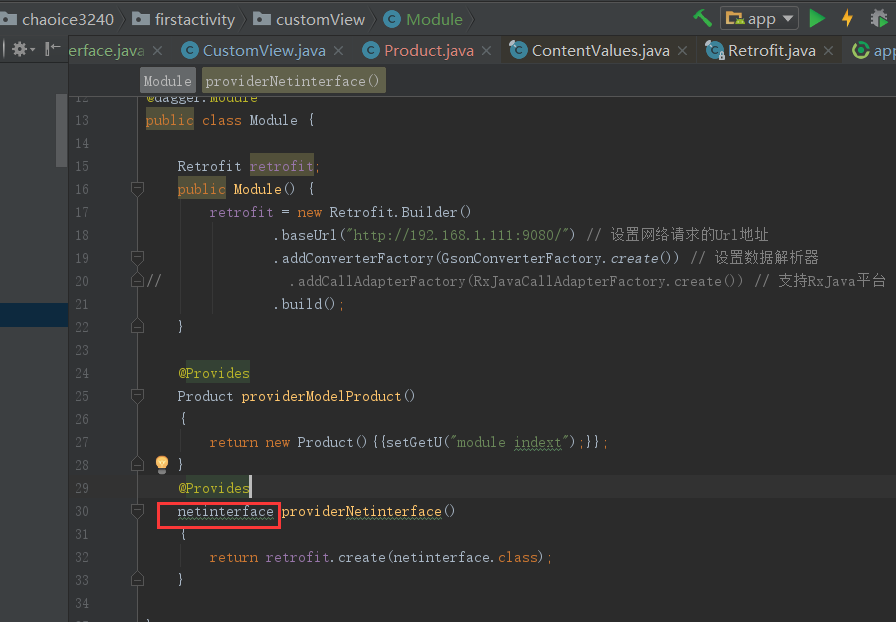 chaoice3240 firstactivity customView Module app
erface.java CustomView.java Product.java ContentValues.java Retrofit.java app
Module providerNetinterface()
12 @dagger.Module
13 public class Module {
14
15 Retrofit retrofit;
16 public Module() {
17 retrofit = new Retrofit.Builder()
18 .baseUrl("http://192.168.1.111:9080/") // 设置网络请求的Url地址
19 .addConverterFactory(GsonConverterFactory.create()) // 设置数据解析器
20 // .addCallAdapterFactory(RxJavaCallAdapterFactory.create()) // 支持RxJava平台
21 .build();
22 }
23
24 @Provides
25 Product providerModelProduct()
26 {
27 return new Product(){{setGetU("module indext");}};
28 }
29 @Provides
30 netinterface providerNetinterface()
31 {
32 return retrofit.create(netinterface.class);
33 }
34